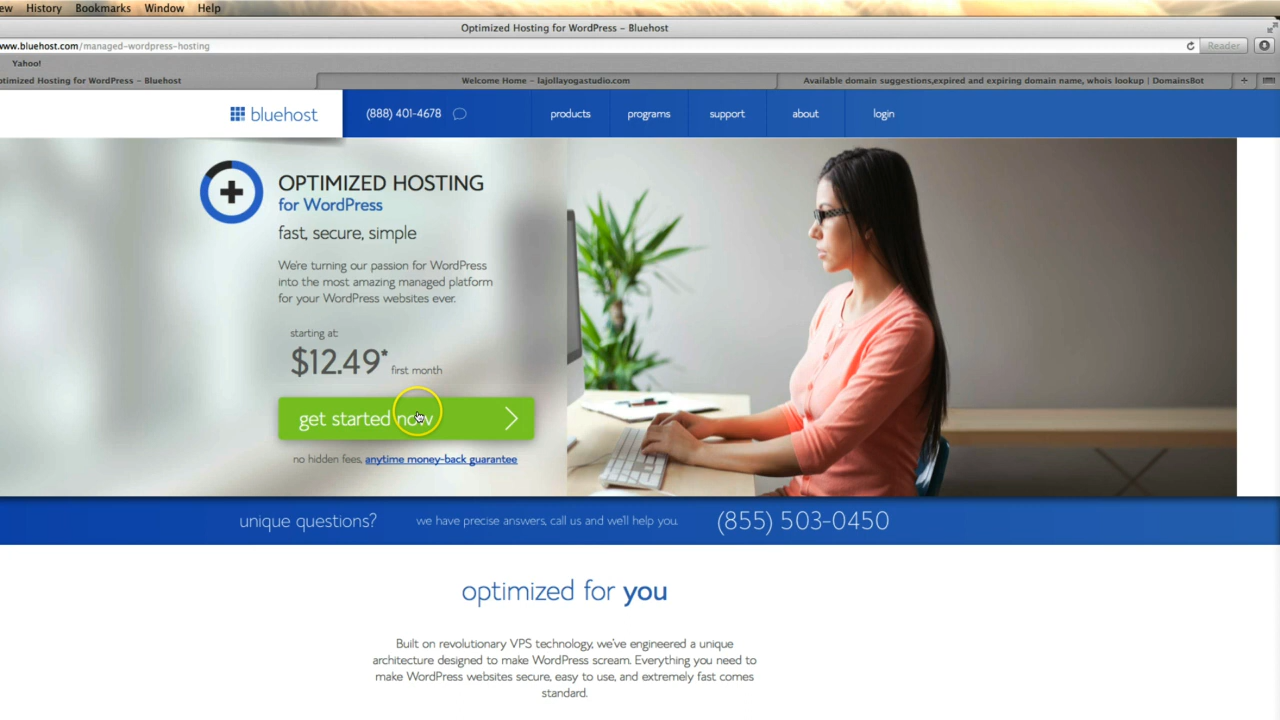 ew History Bookmarks Window Help
Optimized Hosting for WordPress – Bluehost
www.bluehost.com/managed-wordpress-hosting
Reader
Yahoo!
ptimized Hosting for WordPress – Bluehost
Welcome Home – lajollayogastudio.com
Available domain suggestions,expired and expiring domain name, whois lookup | DomainsBot
+
bluehost
(888) 401-4678
products
programs
support
about
login
OPTIMIZED HOSTING
for WordPress
fast, secure, simple
We're turning our passion for WordPress
into the most amazing managed platform
for your WordPress websites ever.
starting at:
$12.49* first month
get started now
no hidden fees, anytime money-back guarantee
unique questions? we have precise answers, call us and we'll help you. (855) 503-0450
optimized for you
Built on revolutionary VPS technology, we've engineered a unique
architecture designed to make WordPress scream. Everything you need to
make WordPress websites secure, easy to use, and extremely fast comes
standard.